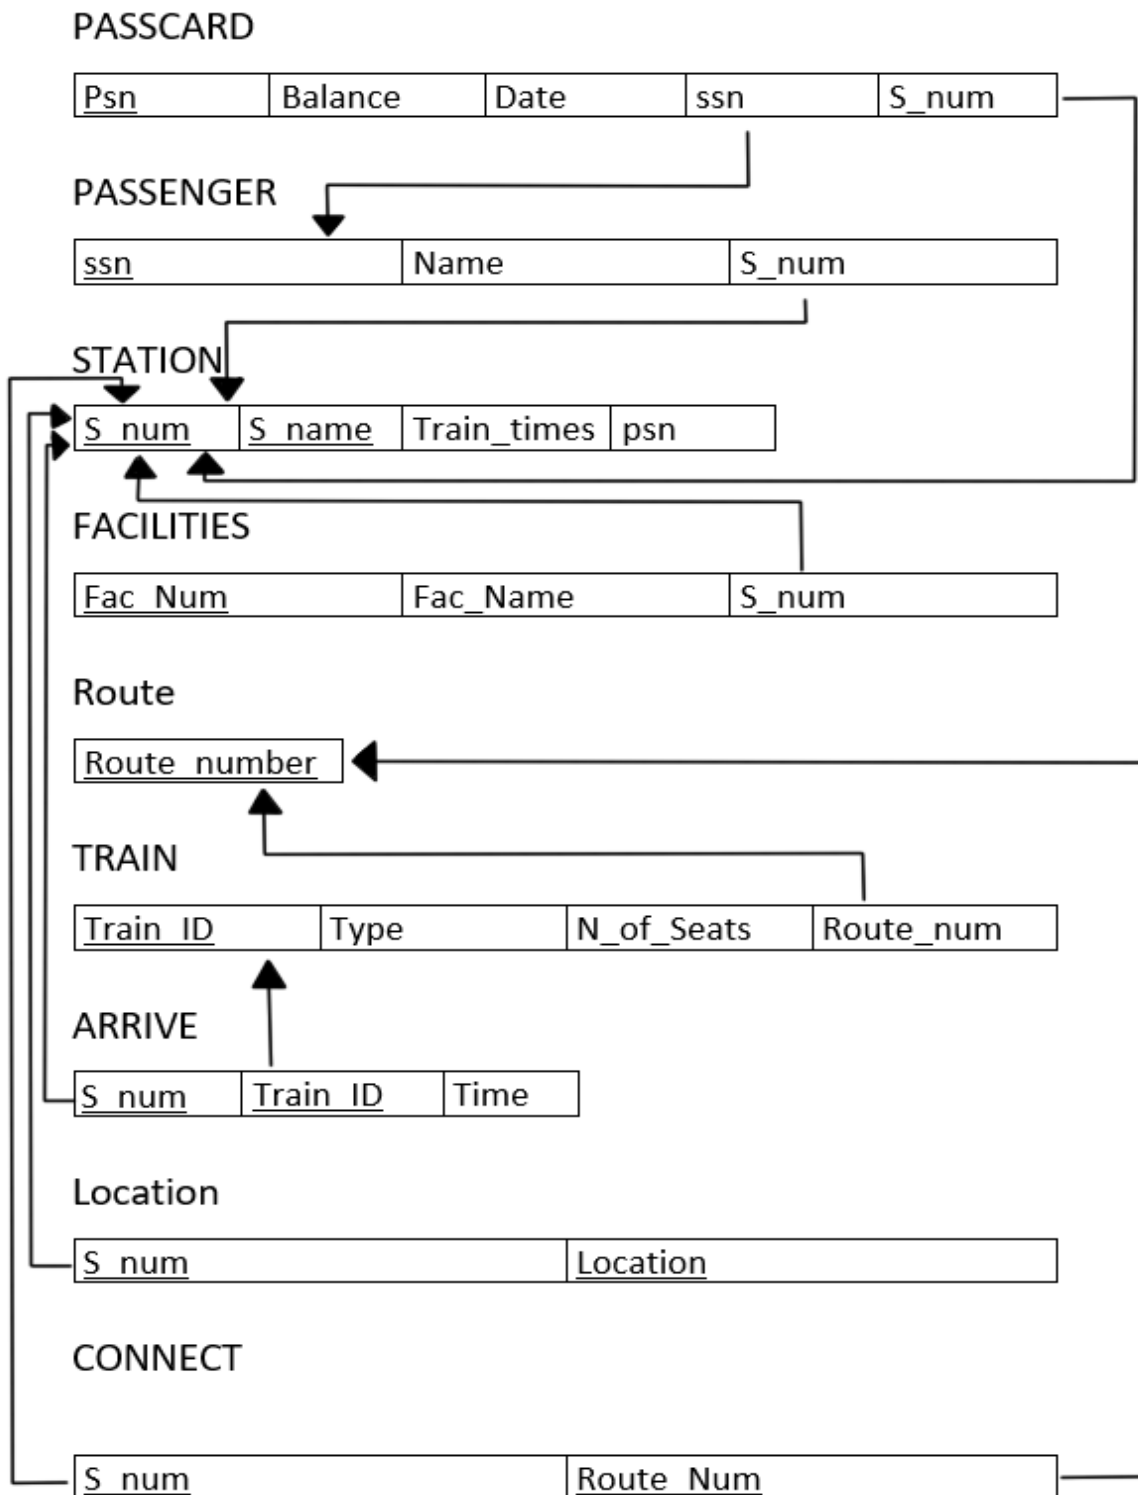 PASSCARD
Psn Balance Date ssn S_num
PASSENGER
ssn Name S_num
STATION
S_num S_name Train_times psn
FACILITIES
Fac_Num Fac_Name S_num
Route
Route_number
TRAIN
Train_ID Type N_of_Seats Route_num
ARRIVE
S_num Train_ID Time
Location
S_num Location
CONNECT
S_num Route_Num